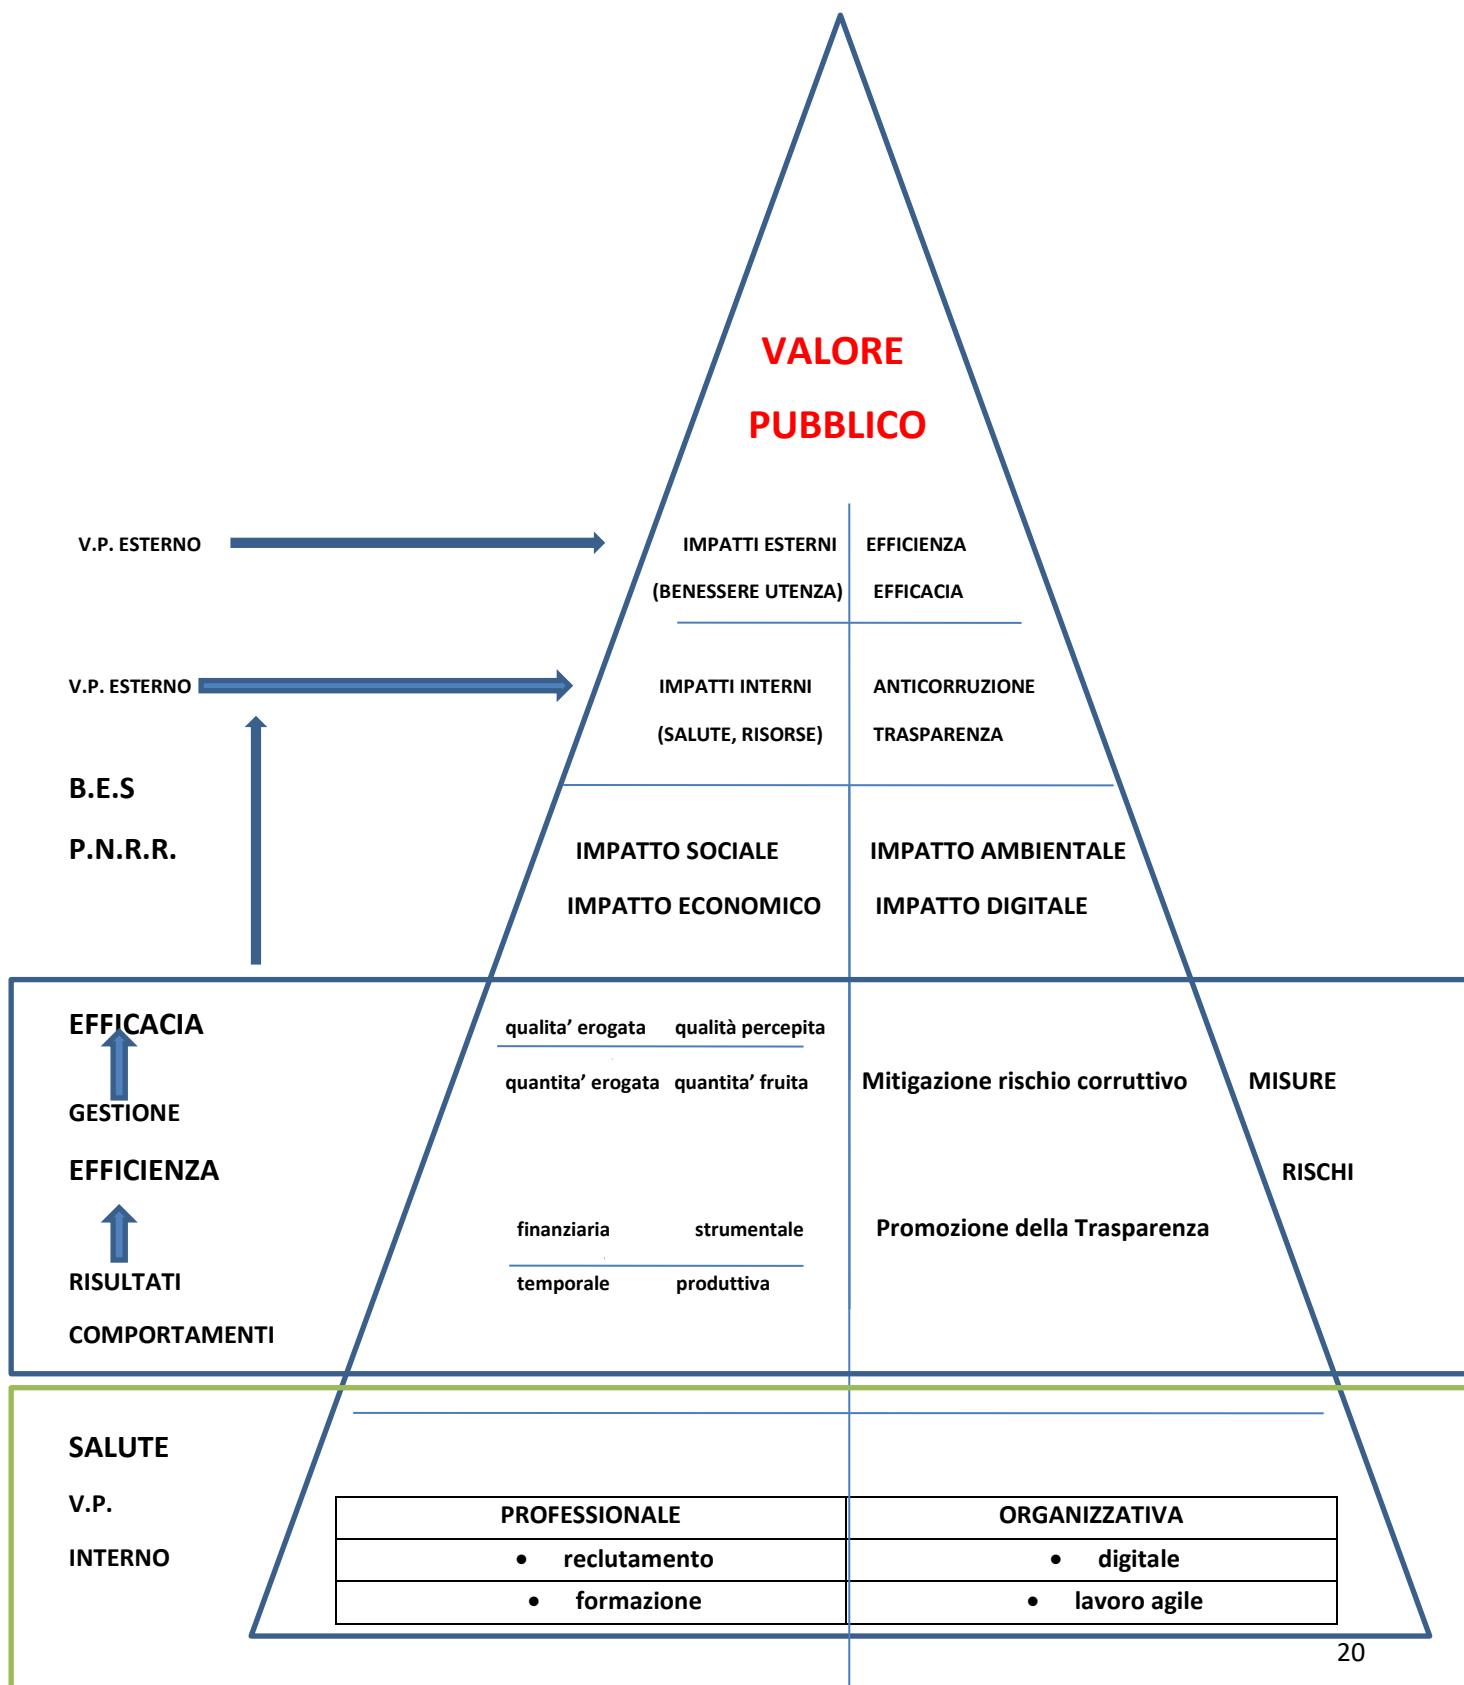 VALORE
PUBBLICO
V.P. ESTERNO IMPATTI ESTERNI EFFICIENZA
(BENESSERE UTENZA) EFFICACIA
V.P. ESTERNO IMPATTI INTERNI ANTICORRUZIONE
(SALUTE, RISORSE) TRASPARENZA
B.E.S
P.N.R.R. IMPATTO SOCIALE IMPATTO AMBIENTALE
IMPATTO ECONOMICO IMPATTO DIGITALE
EFFICACIA qualita’ erogata qualità percepita
quantita’ erogata quantita’ fruita Mitigazione rischio corruttivo MISURE
GESTIONE
EFFICIENZA RISCHI
finanziaria strumentale Promozione della Trasparenza
RISULTATI temporale produttiva
COMPORTAMENTI
SALUTE
V.P.
PROFESSIONALE ORGANIZZATIVA
INTERNO • reclutamento • digitale
• formazione • lavoro agile
20